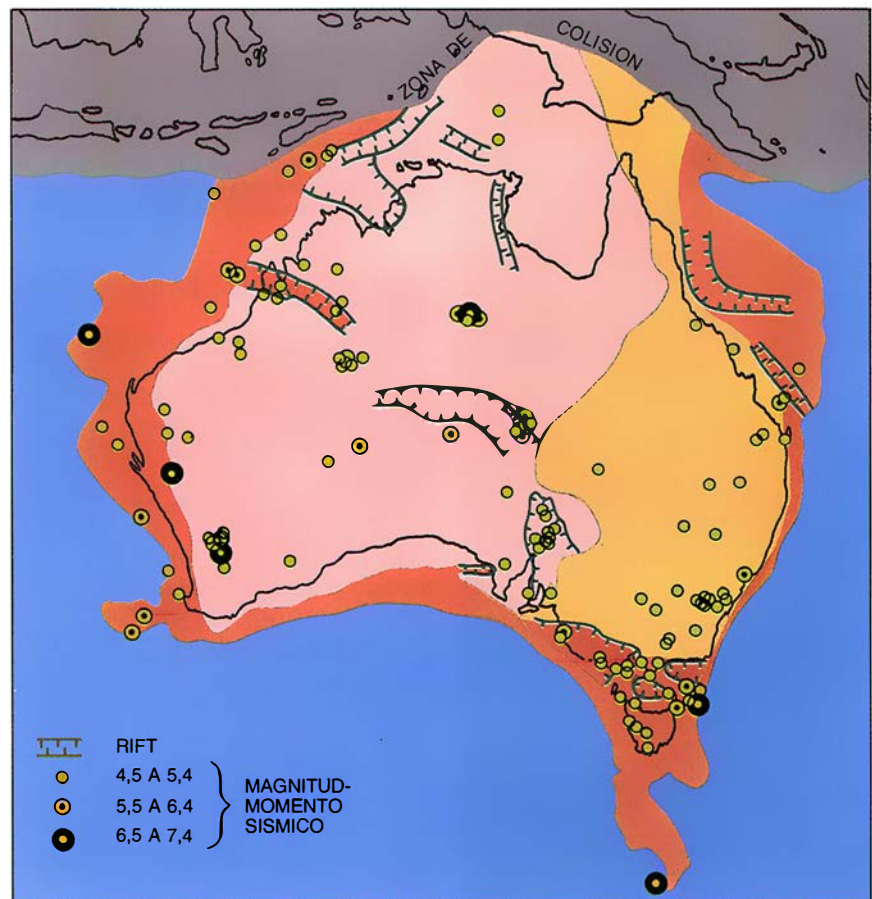 ZONA DE COLISION
RIFT
4,5 A 5,4
5,5 A 6,4
6,5 A 7,4
MAGNITUD-
MOMENTO
SISMICO